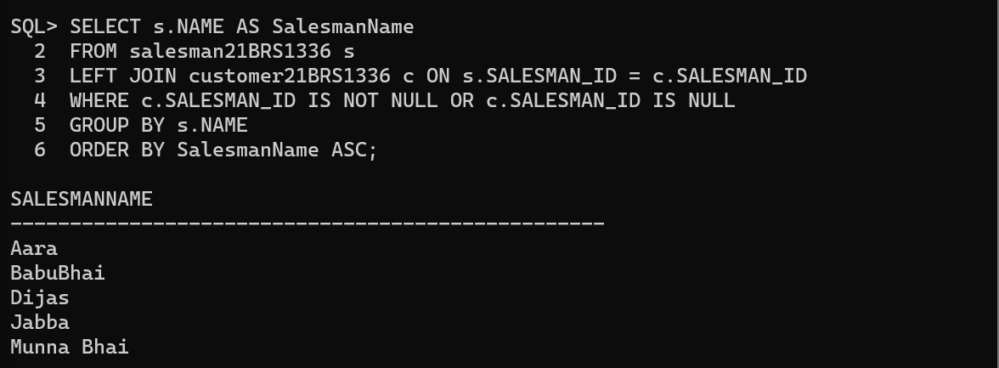 SQL> SELECT s.NAME AS SalesmanName
  2  FROM salesman21BRS1336 s
  3  LEFT JOIN customer21BRS1336 c ON s.SALESMAN_ID = c.SALESMAN_ID
  4  WHERE c.SALESMAN_ID IS NOT NULL OR c.SALESMAN_ID IS NULL
  5  GROUP BY s.NAME
  6  ORDER BY SalesmanName ASC;

SALESMANNAME
--------------------------------------------------
Aara
BabuBhai
Dijas
Jabba
Munna Bhai